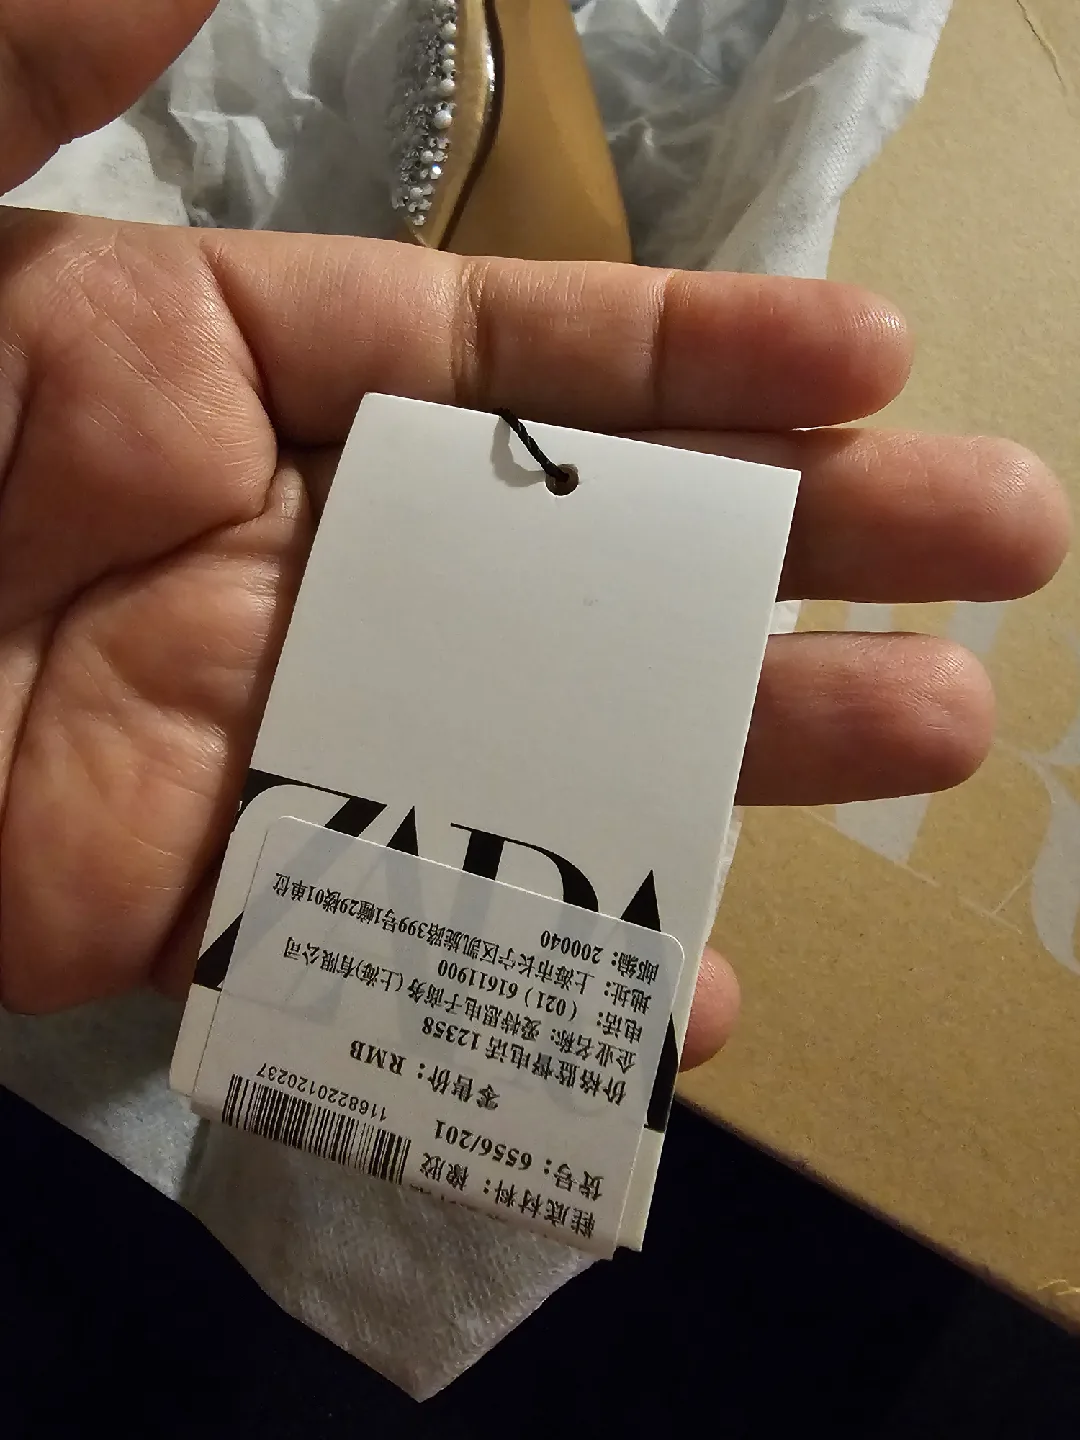 ZARA
鞋底材料：橡胶
货号：6556/201
1168220120237
零售价：RMB
价格监督电话 12358
企业名称：爱特思电子商务(上海)有限公司
电话：（021）61611900
地址：上海市长宁区凯旋路399号1幢29楼01单位
邮编：200040